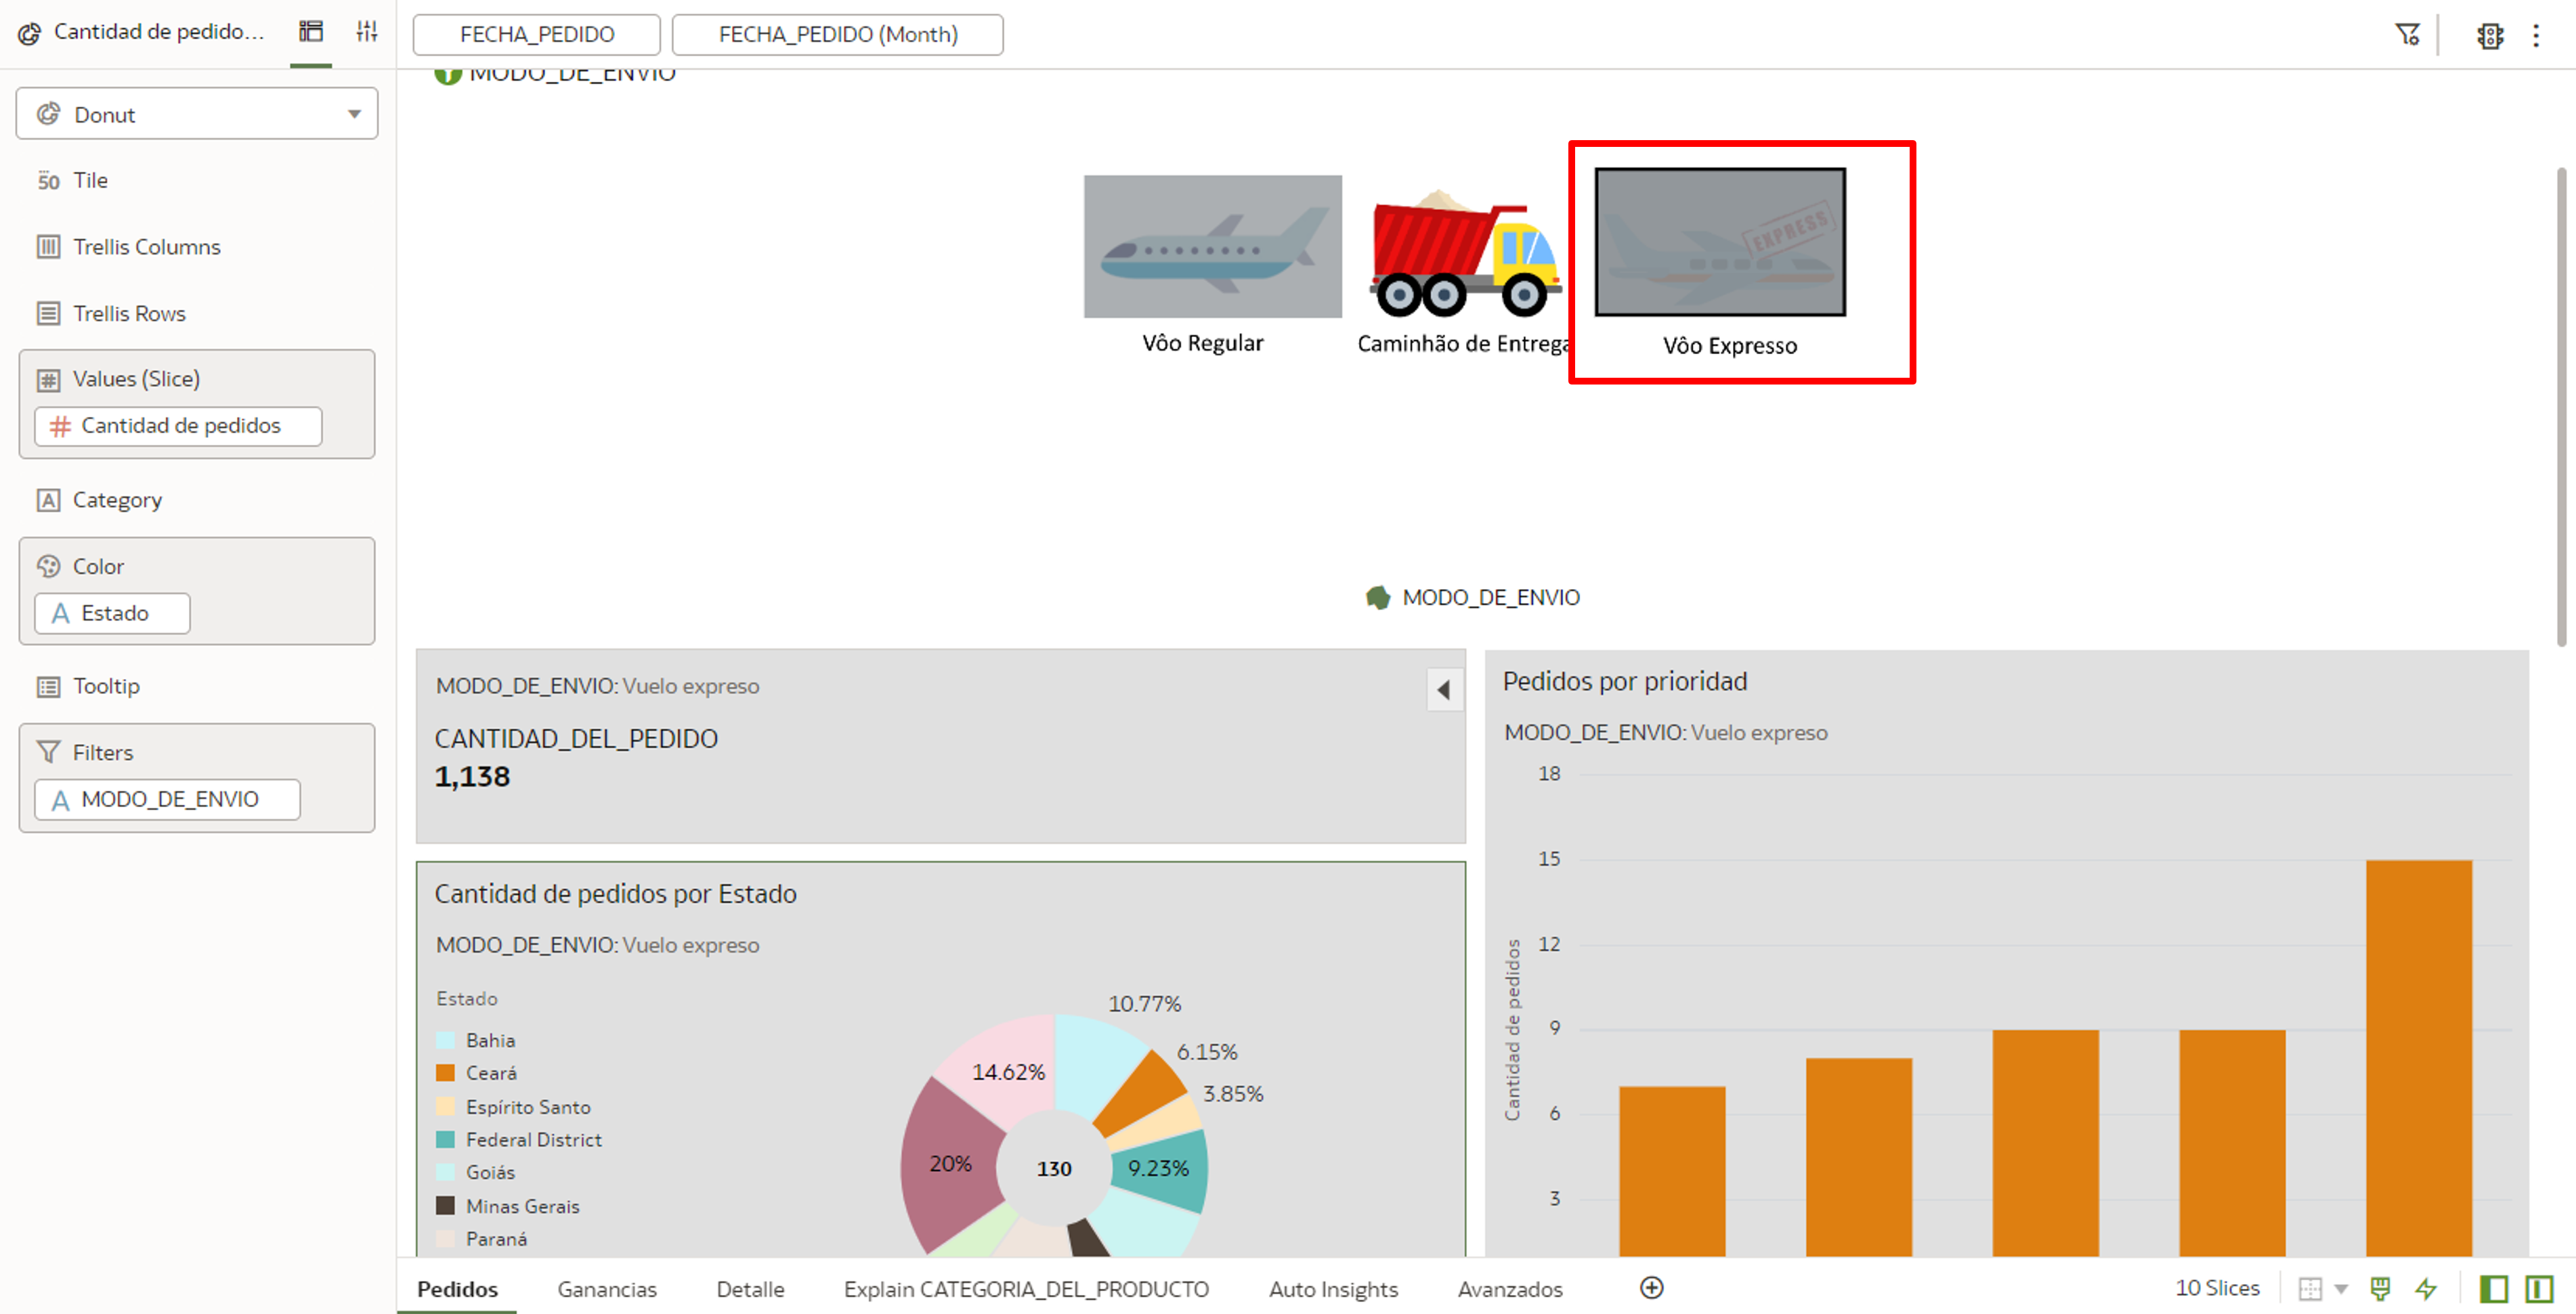 Cantidad de pedido...
FECHA_PEDIDO
FECHA_PEDIDO (Month)
Donut
50 Tile
Trellis Columns
Trellis Rows
Values (Slice)
# Cantidad de pedidos
A Category
Color
A Estado
Tooltip
Filters
A MODO_DE_ENVIO
MODO_DE_ENVIO
EXPRESS
Vôo Regular
Caminhão de Entrega
Vôo Expresso
MODO_DE_ENVIO
MODO_DE_ENVIO: Vuelo expreso
CANTIDAD_DEL_PEDIDO
1,138
Cantidad de pedidos por Estado
MODO_DE_ENVIO: Vuelo expreso
Estado
Bahia
Ceará
Espírito Santo
Federal District
Goiás
Minas Gerais
Paraná
10.77%
6.15%
3.85%
14.62%
20%
130
9.23%
Pedidos por prioridad
MODO_DE_ENVIO: Vuelo expreso
Cantidad de pedidos
18
15
12
9
6
3
Pedidos
Ganancias
Detalle
Explain CATEGORIA_DEL_PRODUCTO
Auto Insights
Avanzados
10 Slices